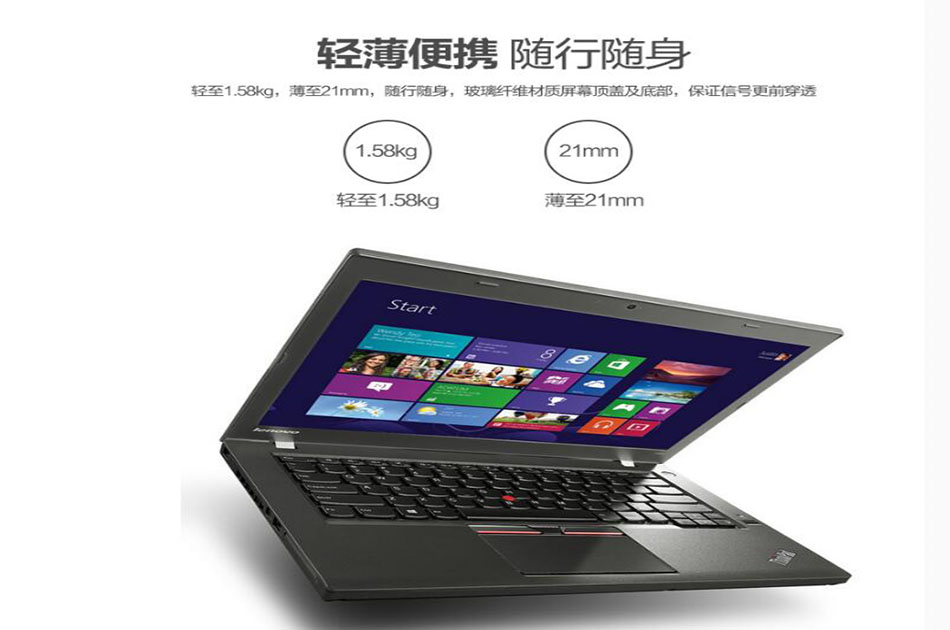 轻薄便携 随行随身
轻至1.58kg，薄至21mm，随行随身，玻璃纤维材质屏幕顶盖及底部，保证信号更前穿透
1.58kg
21mm
轻至1.58kg
薄至21mm
Start
Wendy Teo
8
lenovo
ThinkPad